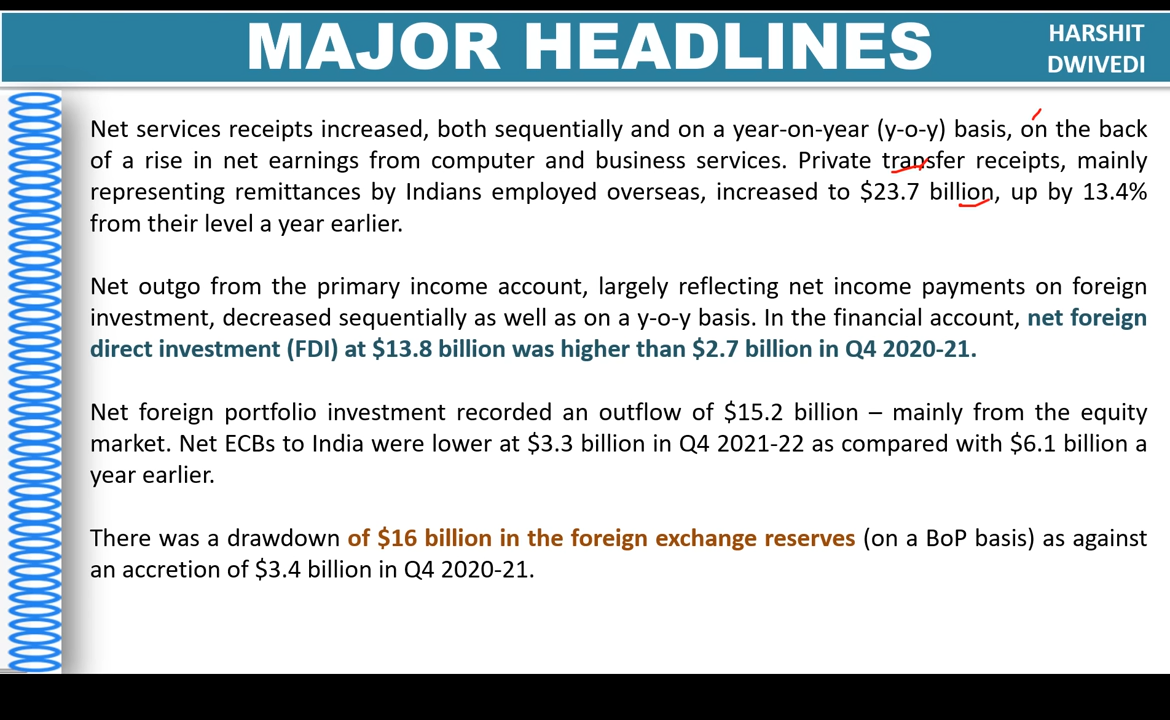 MAJOR HEADLINES
HARSHIT
DWIVEDI
Net services receipts increased, both sequentially and on a year-on-year (y-o-y) basis, on the back
of a rise in net earnings from computer and business services. Private transfer receipts, mainly
representing remittances by Indians employed overseas, increased to $23.7 billion, up by 13.4%
from their level a year earlier.
Net outgo from the primary income account, largely reflecting net income payments on foreign
investment, decreased sequentially as well as on a y-o-y basis. In the financial account, net foreign
direct investment (FDI) at $13.8 billion was higher than $2.7 billion in Q4 2020-21.
Net foreign portfolio investment recorded an outflow of $15.2 billion – mainly from the equity
market. Net ECBs to India were lower at $3.3 billion in Q4 2021-22 as compared with $6.1 billion a
year earlier.
There was a drawdown of $16 billion in the foreign exchange reserves (on a BoP basis) as against
an accretion of $3.4 billion in Q4 2020-21.